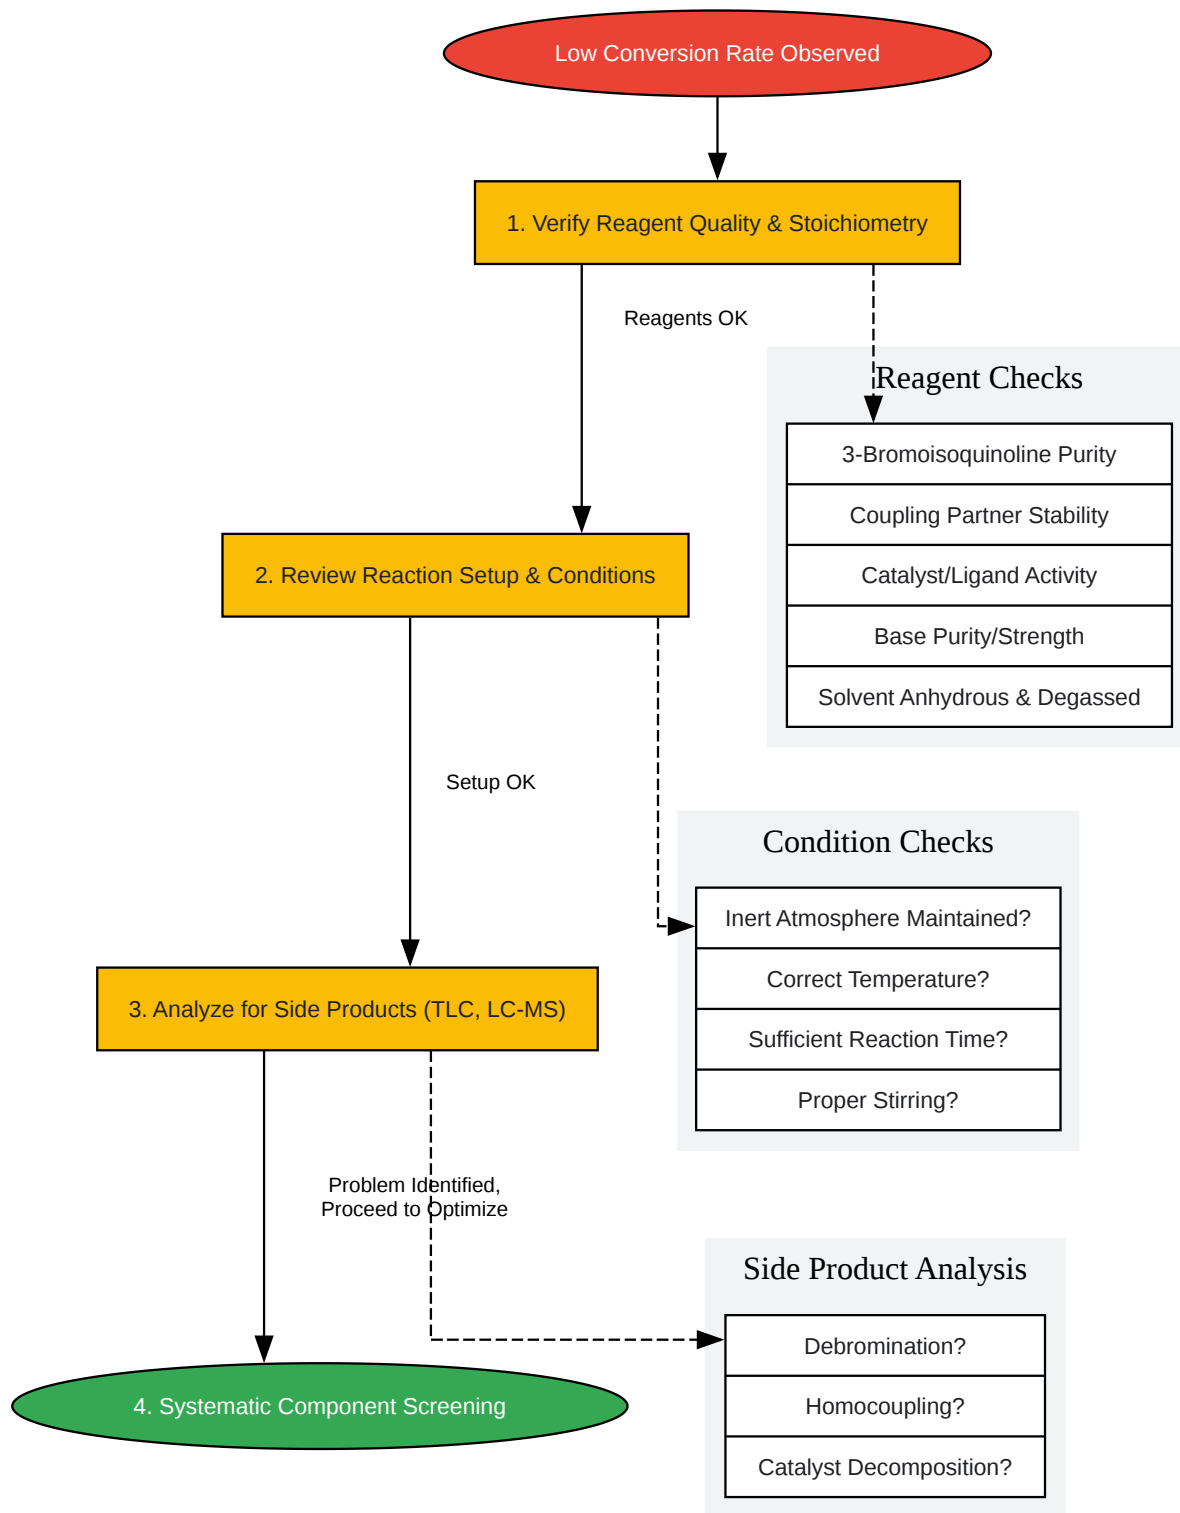 Low Conversion Rate Observed
1. Verify Reagent Quality & Stoichiometry
Reagents OK
Reagent Checks
3-Bromoisoquinoline Purity
Coupling Partner Stability
Catalyst/Ligand Activity
Base Purity/Strength
Solvent Anhydrous & Degassed
2. Review Reaction Setup & Conditions
Setup OK
Condition Checks
Inert Atmosphere Maintained?
Correct Temperature?
Sufficient Reaction Time?
Proper Stirring?
3. Analyze for Side Products (TLC, LC-MS)
Problem Identified,
Proceed to Optimize
Side Product Analysis
Debromination?
Homocoupling?
Catalyst Decomposition?
4. Systematic Component Screening